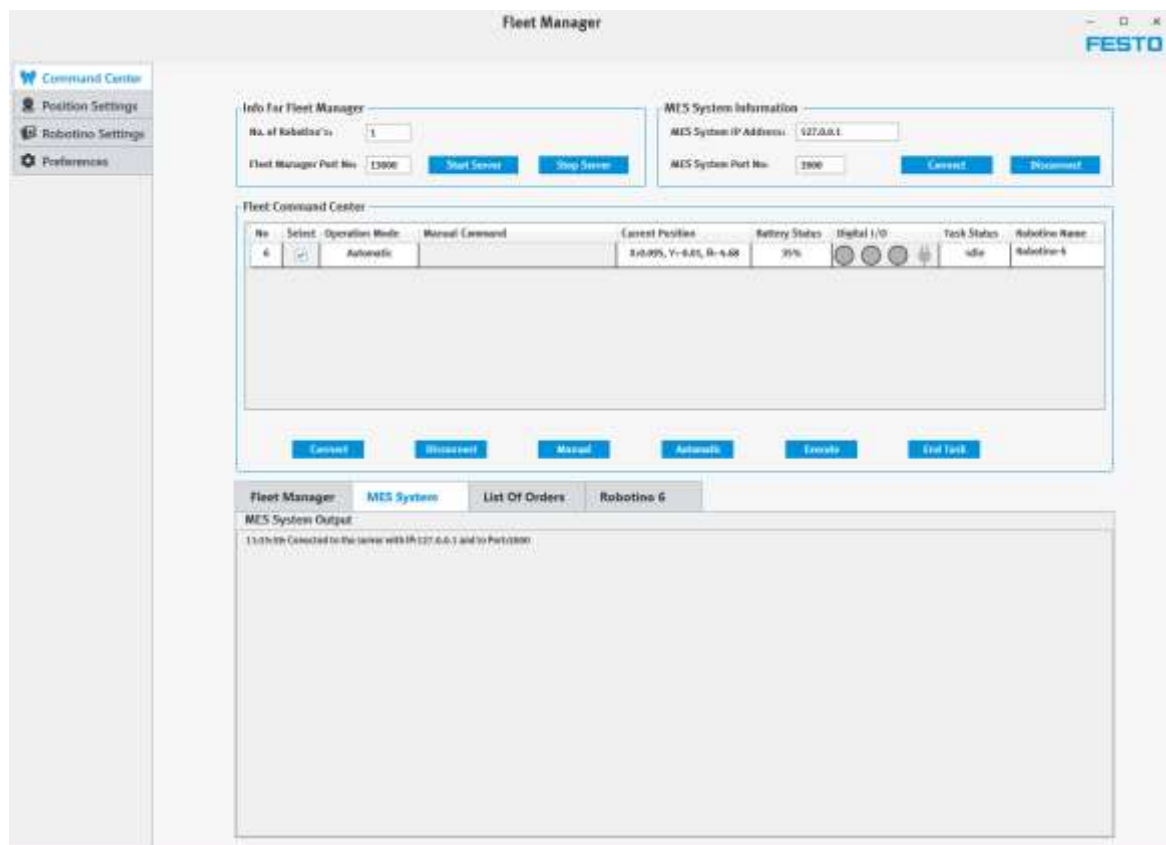 Fleet Manager
FESTO
Command Center
Position Settings
Robotino Settings
Preferences
Info For Fleet Manager
No. of Robotino's:
1
Fleet Manager Port No:
13000
Start Server
Stop Server
MES System Information
MES System IP Address:
127.0.0.1
MES System Port No:
2000
Connect
Disconnect
Fleet Command Center
No Select Operation Mode Manual Command Current Position Battery Status Digital I/O Task Status Robotino Name
6 Automatic 35% idle Robotino-6
Connect
Disconnect
Manual
Automatic
Execute
End Task
Fleet Manager MES System List Of Orders Robotino 6
MES System Output
to the server with IP:127.0.0.1 and to Port:2000